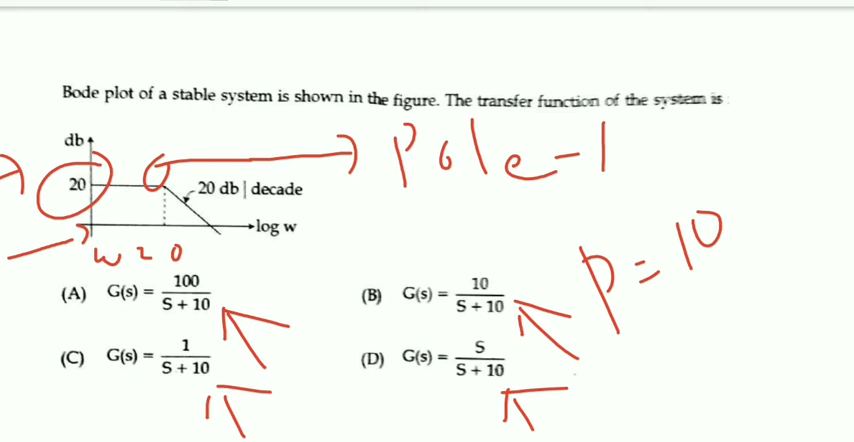 Bode plot of a stable system is shown in the figure. The transfer function of the system is :
db
20
20 db | decade
log w
w = 0
Pole-1
P = 10
(A) G(s) = 100 / S + 10
(B) G(s) = 10 / S + 10
(C) G(s) = 1 / S + 10
(D) G(s) = S / S + 10